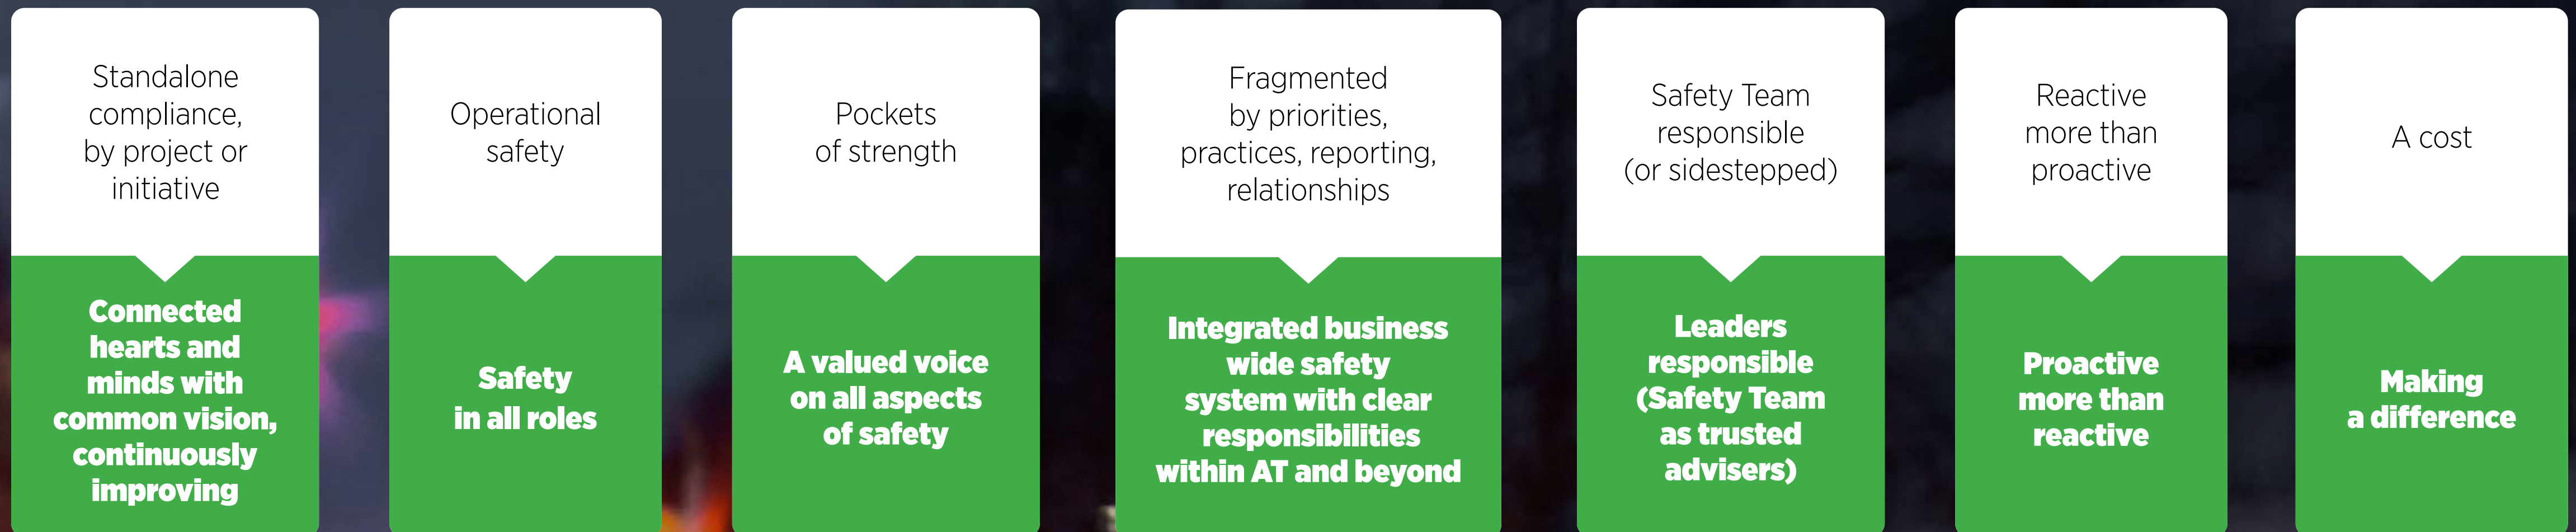 Standalone
compliance,
by project or
initiative
Connected
hearts and
minds with
common vision,
continuously
improving
Operational
safety
Safety
in all roles
Pockets
of strength
A valued voice
on all aspects
of safety
Fragmented
by priorities,
practices, reporting,
relationships
Integrated business
wide safety
system with clear
responsibilities
within AT and beyond
Safety Team
responsible
(or sidestepped)
Leaders
responsible
(Safety Team
as trusted
advisers)
Reactive
more than
proactive
Proactive
more than
reactive
A cost
Making
a difference